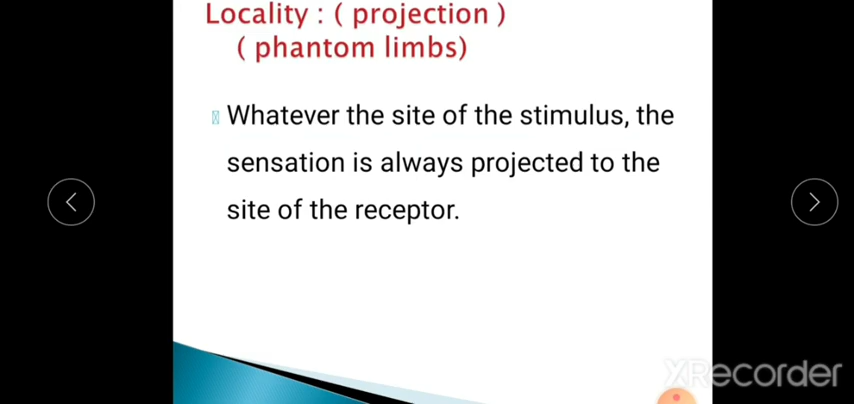 Locality : ( projection )
( phantom limbs)
Whatever the site of the stimulus, the
sensation is always projected to the
site of the receptor.
XRecorder